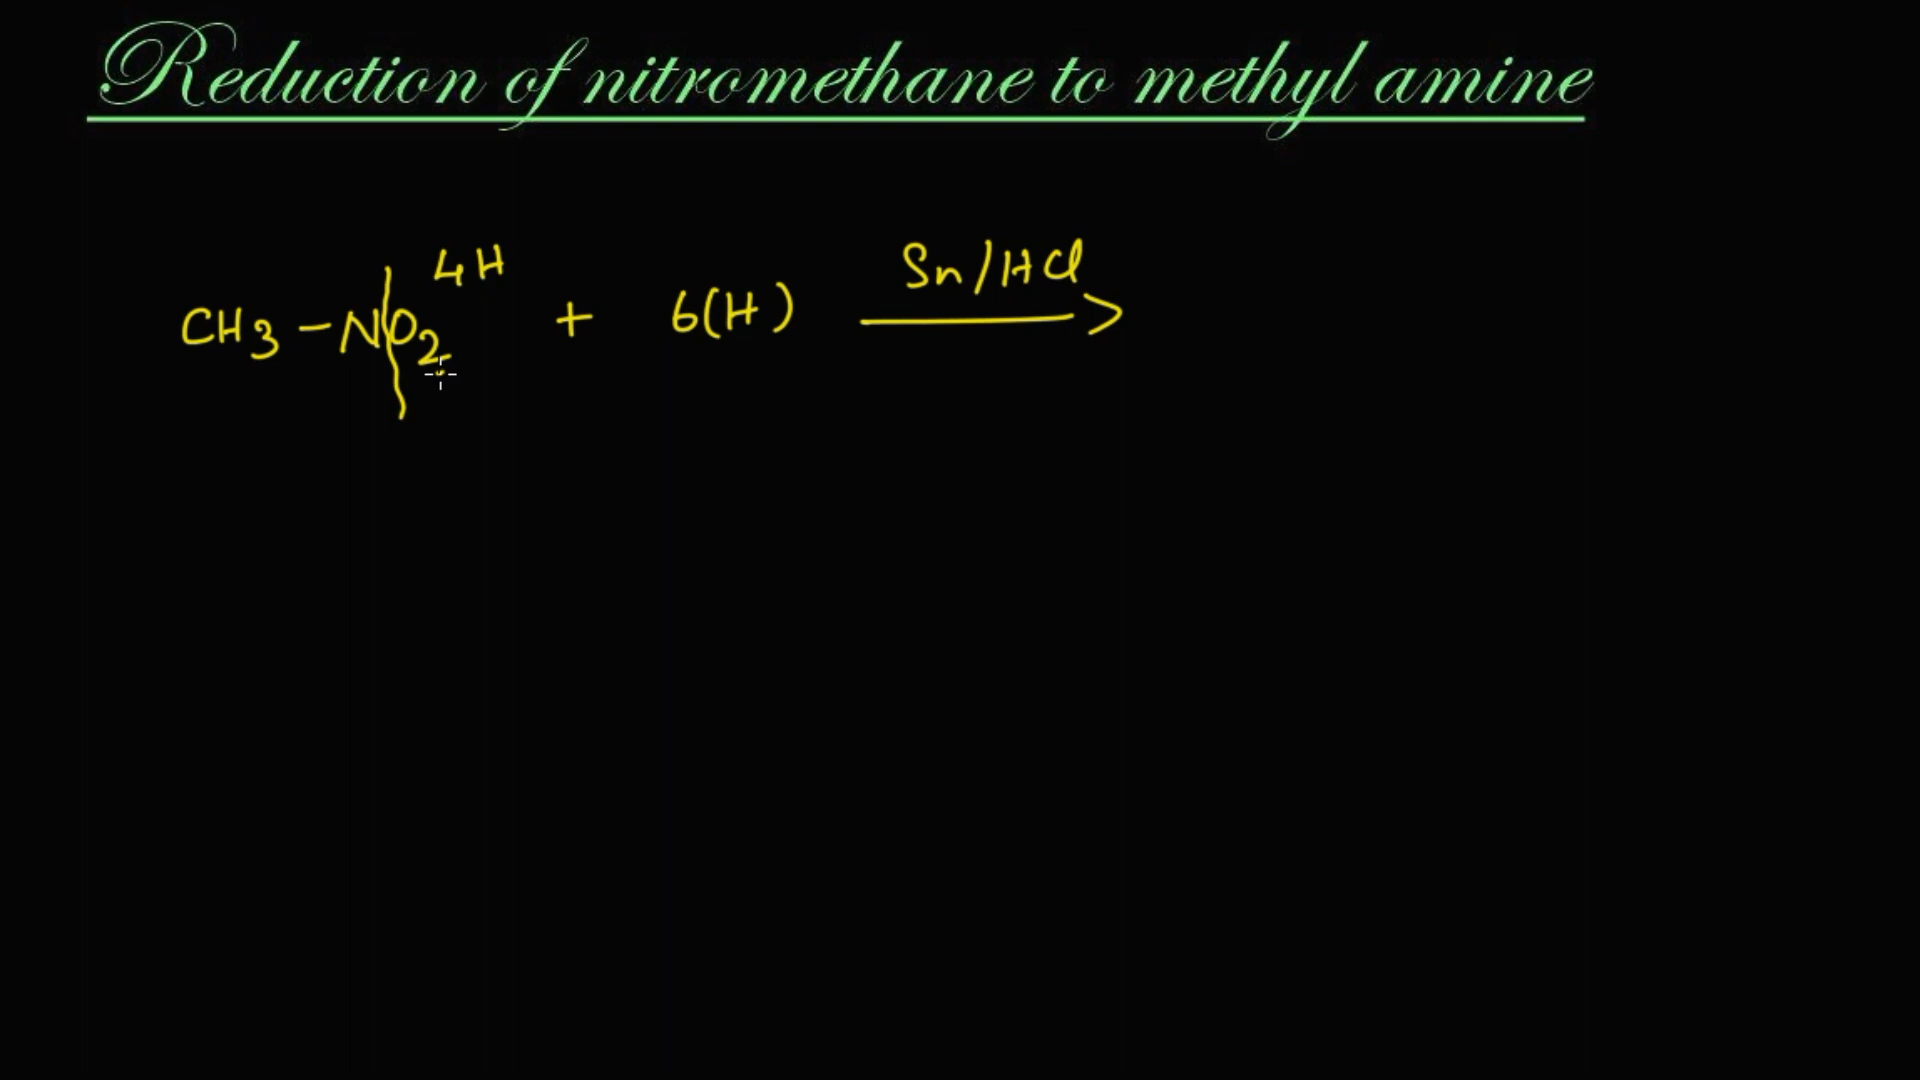 Reduction of nitromethane to methyl amine
4H
Sn/HCl
CH3-NO2 + 6(H) →